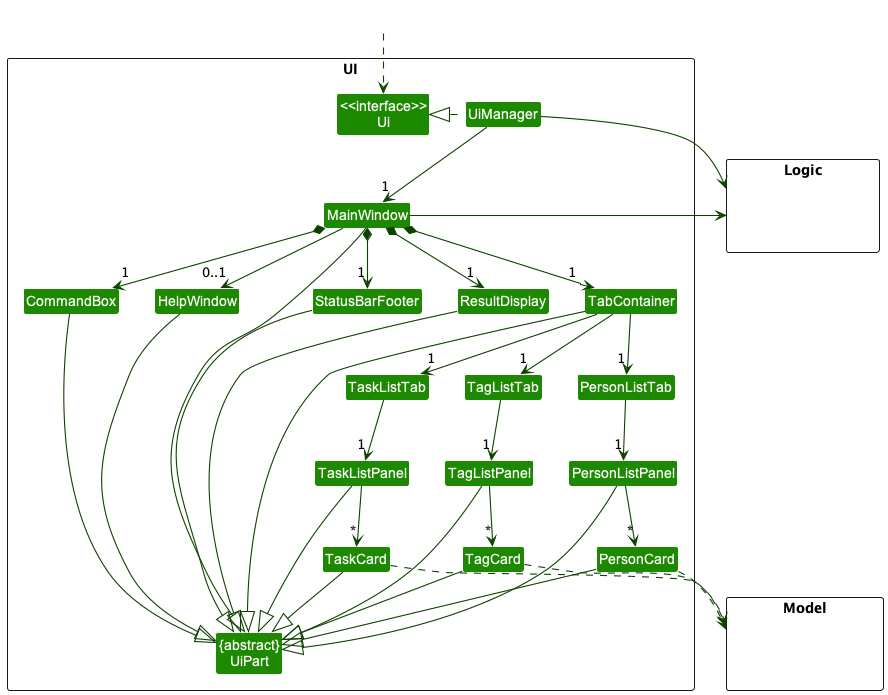 UI
<<interface>>
Ui
UiManager
Logic
1
MainWindow
1
0..1
1
1
1
CommandBox
HelpWindow
StatusBarFooter
ResultDisplay
TabContainer
1
1
1
TaskListTab
TagListTab
PersonListTab
1
1
1
TaskListPanel
TagListPanel
PersonListPanel
*
*
*
TaskCard
TagCard
PersonCard
Model
{abstract}
UiPart